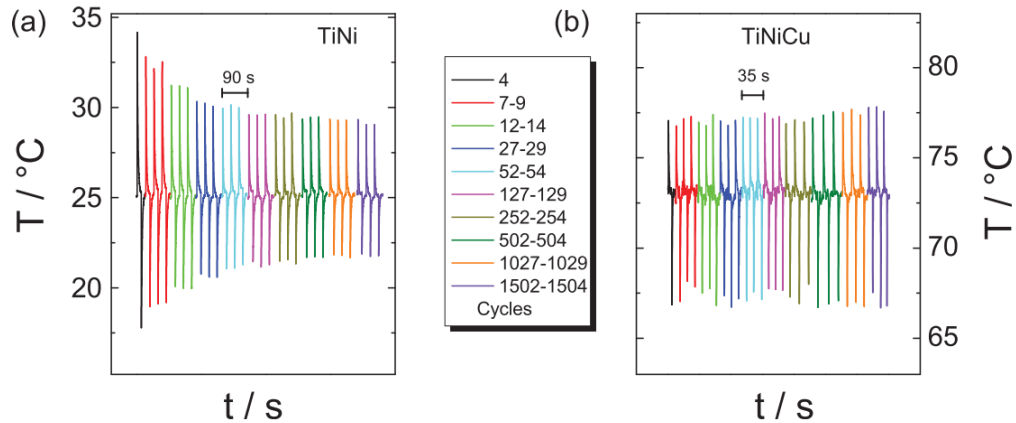 (a)
TiNi
35
30
25
20
90 s
T / °C
t / s
4
7-9
12-14
27-29
52-54
127-129
252-254
502-504
1027-1029
1502-1504
Cycles
(b)
TiNiCu
35 s
80
75
70
65
T / °C
t / s